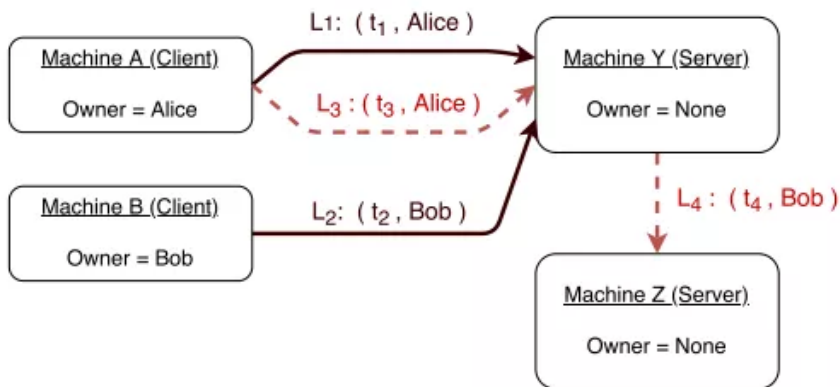 L1: ( t₁ , Alice )
Machine A (Client)
Owner = Alice
L₃ : ( t₃ , Alice )
Machine Y (Server)
Owner = None
Machine B (Client)
Owner = Bob
L₂: ( t₂ , Bob )
L₄ : ( t₄ , Bob )
Machine Z (Server)
Owner = None